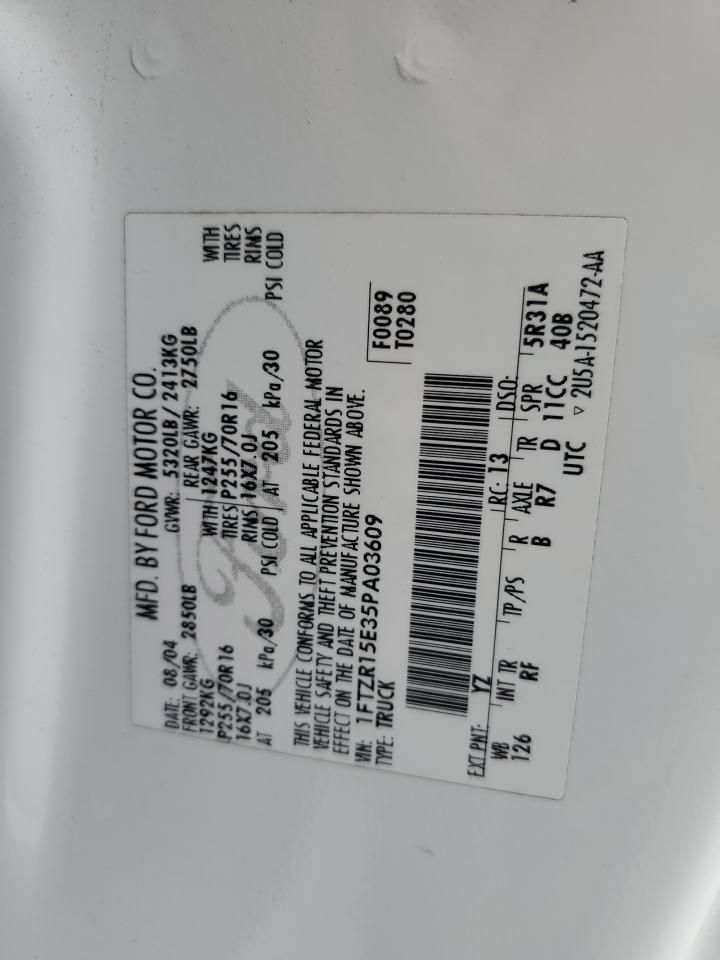 MFD. BY FORD MOTOR CO.
DATE: 08/04 GVWR: 5320LB/ 2413KG
FRONT GAWR: 2850LB REAR GAWR: 2750LB
1292KG WITH 1247KG WITH
P255/70R16 TIRES P255/70R16 TIRES
16X7.0J RIMS 16X7.0J RIMS
AT 205 kPa/30 PSI COLD AT 205 kPa/30 PSI COLD
THIS VEHICLE CONFORMS TO ALL APPLICABLE FEDERAL MOTOR
VEHICLE SAFETY AND THEFT PREVENTION STANDARDS IN
EFFECT ON THE DATE OF MANUFACTURE SHOWN ABOVE.
VIN: 1FTZR15E35PA03609 F0089
TYPE: TRUCK T0280
EXT PNT: YZ RC: 13 DSO:
WB INT TR TP/PS R AXLE TR SPR 5R31A
126 RF B R7 D 11CC 40B
UTC ▽ 2U5A-1520472-AA
Ford